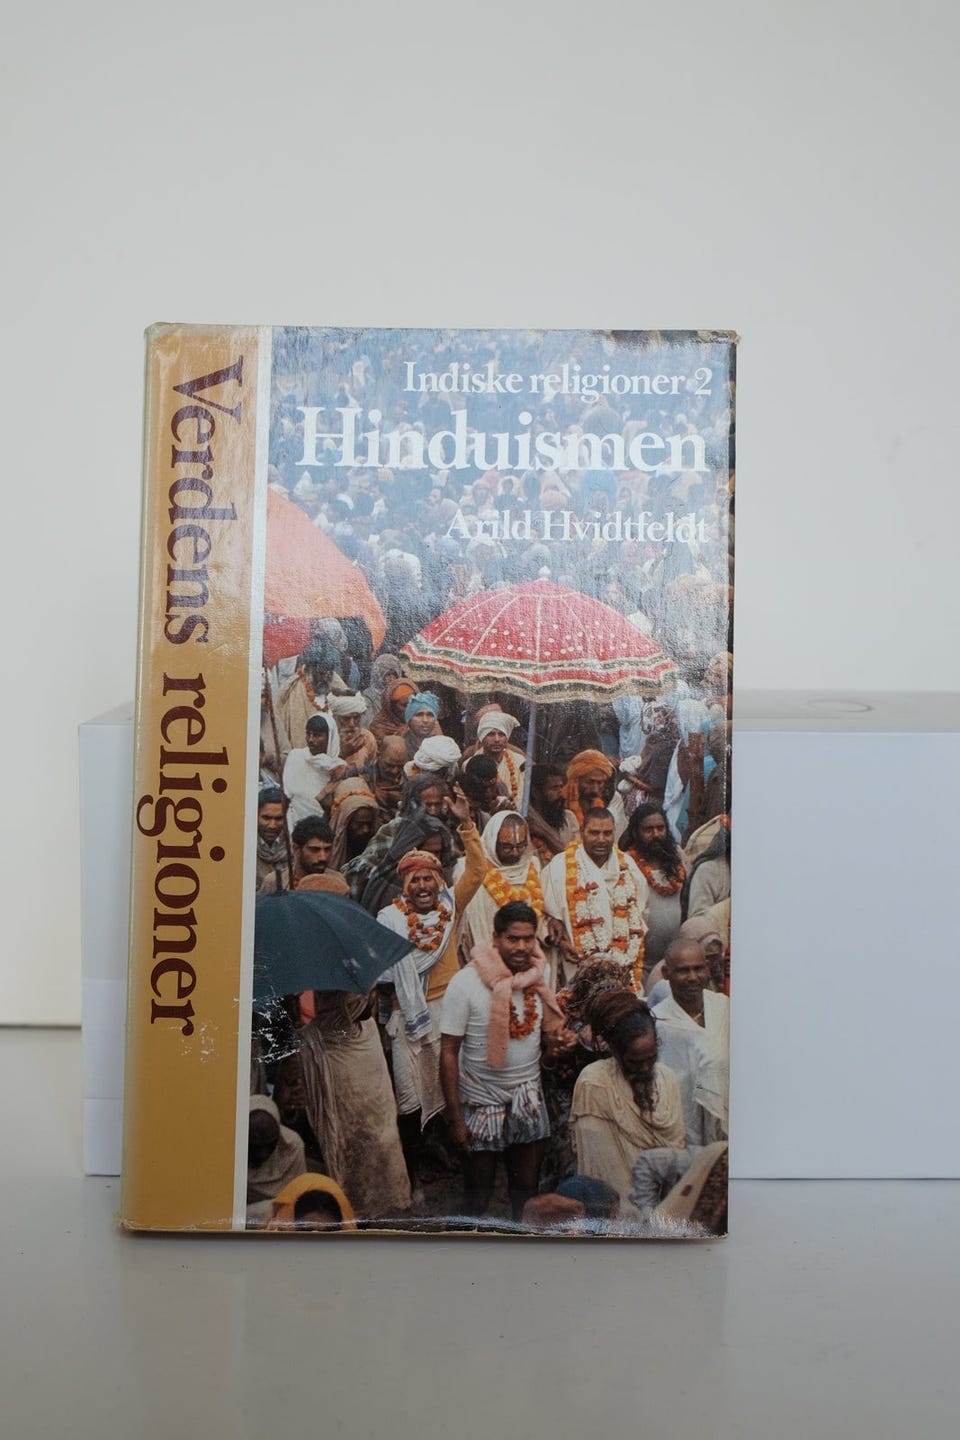 Verdens religioner
Indiske religioner 2
Hinduismen
Arild Hvidtfeldt